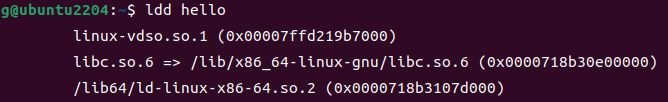 g@ubuntu2204:~$ ldd hello
linux-vdso.so.1 (0x00007ffd219b7000)
libc.so.6 => /lib/x86_64-linux-gnu/libc.so.6 (0x0000718b30e00000)
/lib64/ld-linux-x86-64.so.2 (0x0000718b3107d000)